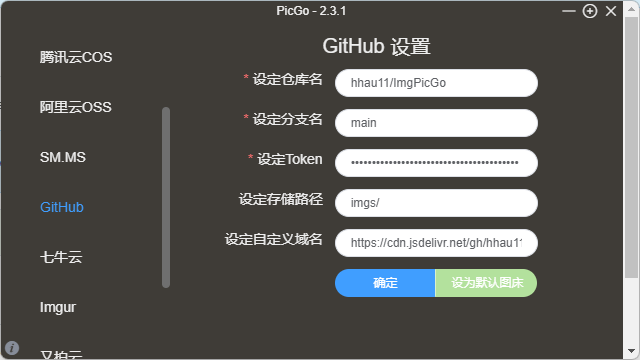 PicGo - 2.3.1
腾讯云COS
阿里云OSS
SM.MS
GitHub
七牛云
Imgur
又拍云
GitHub 设置
* 设定仓库名
hhau11/ImgPicGo
* 设定分支名
main
* 设定Token
设定存储路径
imgs/
设定自定义域名
https://cdn.jsdelivr.net/gh/hhau11
确定
设为默认图床